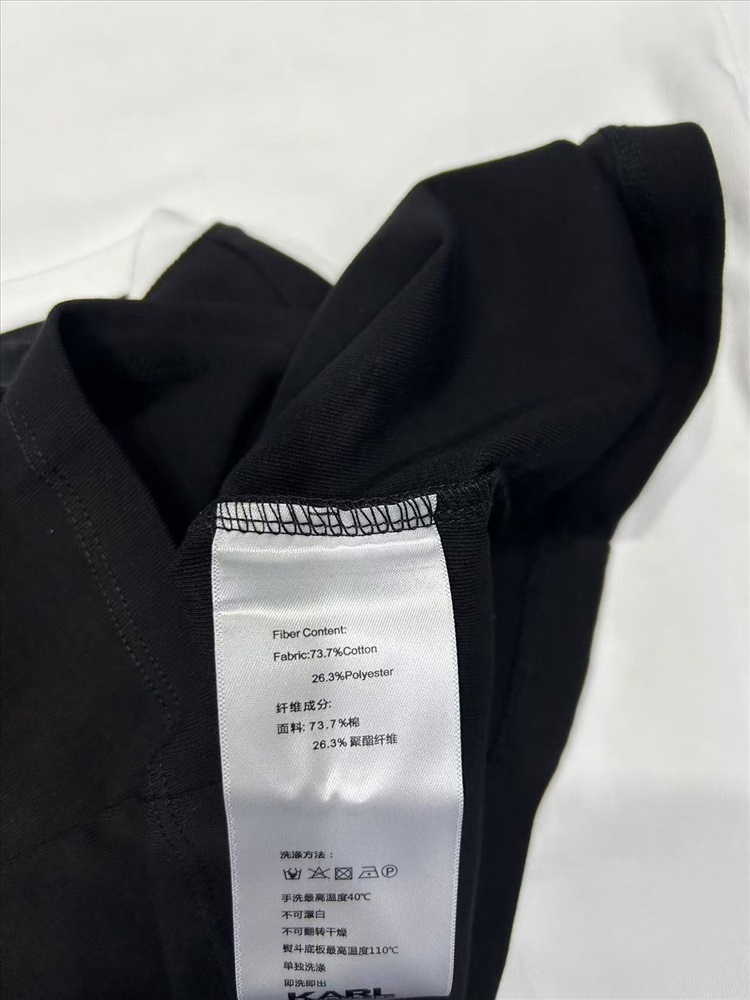 Fiber Content:
Fabric:73.7%Cotton
26.3%Polyester
纤维成分:
面料: 73.7%棉
26.3% 聚酯纤维
洗涤方法：
手洗最高温度40℃
不可漂白
不可翻转干燥
熨斗底板最高温度110℃
单独洗涤
即洗即出
KARL